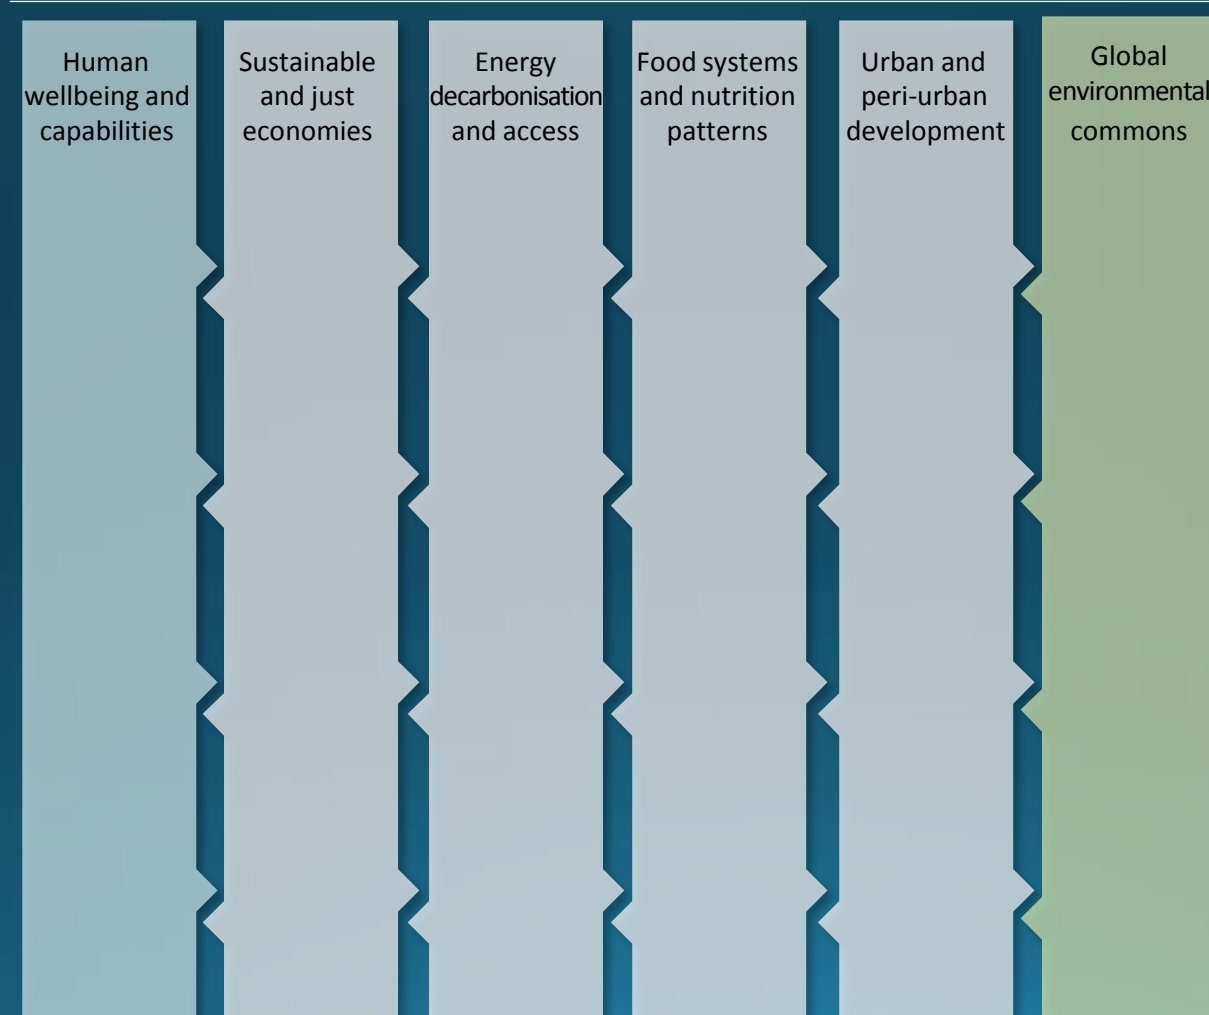 Human
wellbeing and
capabilities
Sustainable
and just
economies
Energy
decarbonisation
and access
Food systems
and nutrition
patterns
Urban and
peri-urban
development
Global
environmental
commons